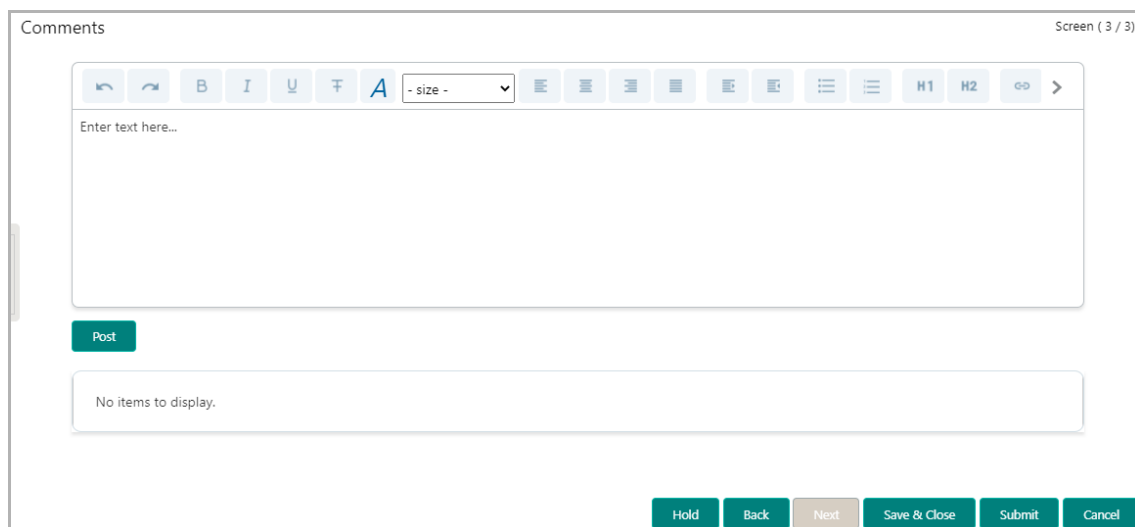 Comments
Screen ( 3 / 3)
B I U T A - size - H1 H2
Enter text here...
Post
No items to display.
Hold Back Next Save & Close Submit Cancel